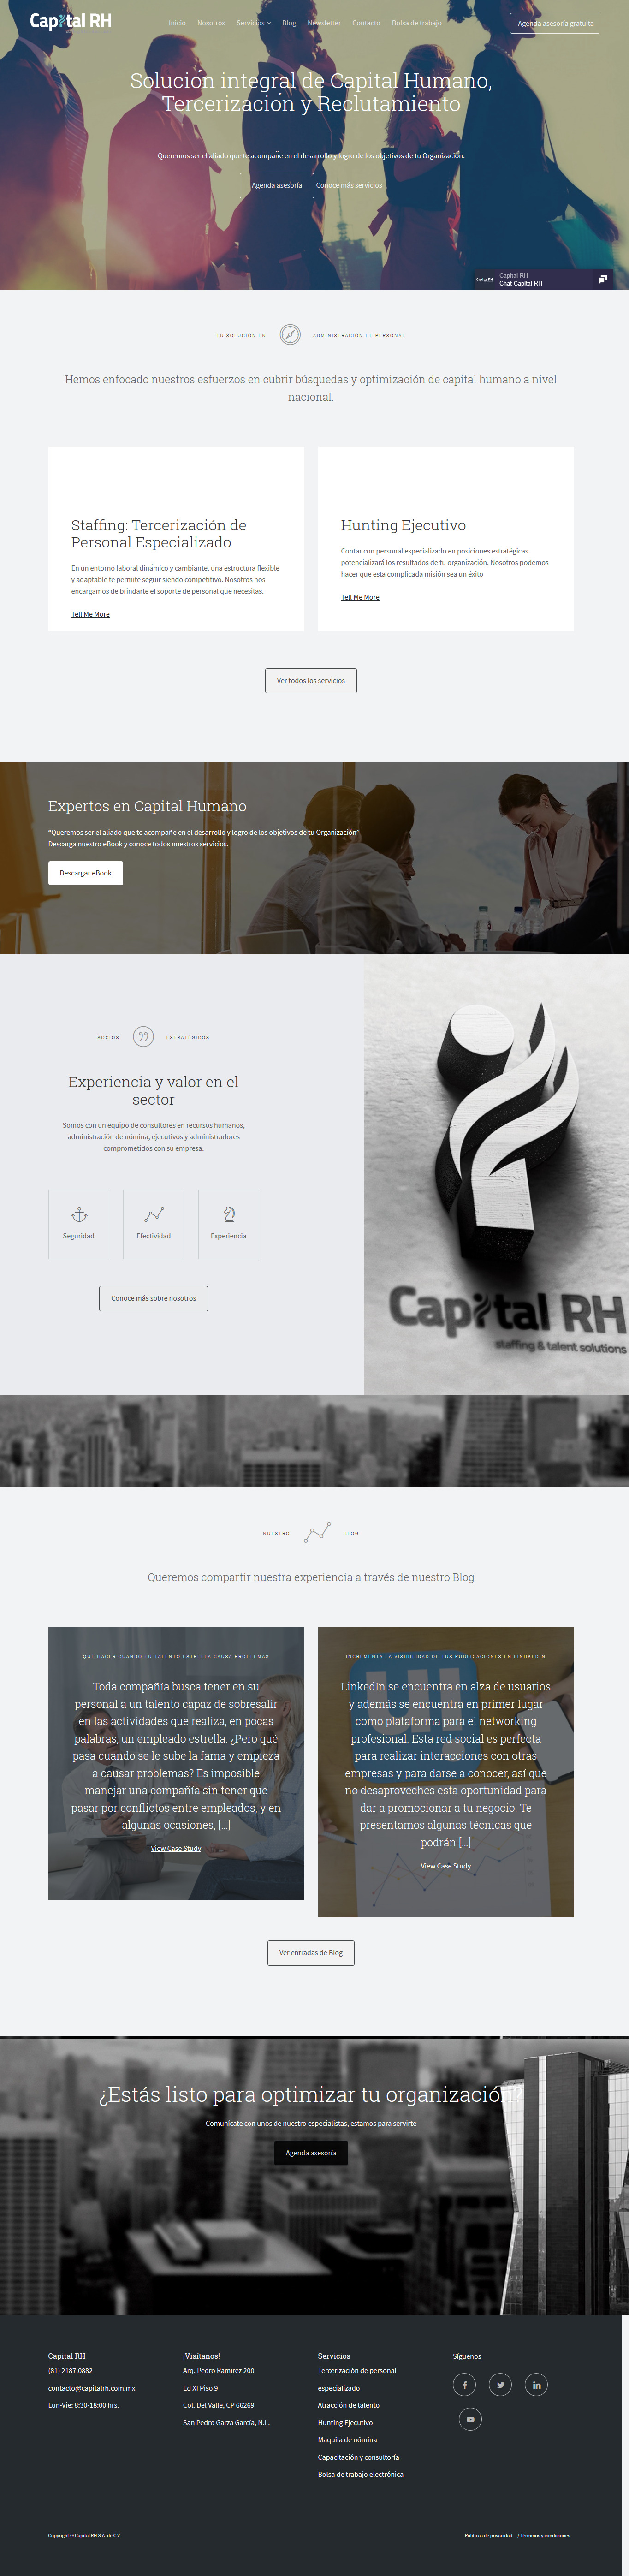 Capital RH
Inicio
Nosotros
Servicios
Blog
Newsletter
Contacto
Bolsa de trabajo
Agenda asesoría gratuita
Solución integral de Capital Humano,
Tercerización y Reclutamiento
Queremos ser el aliado que te acompañe en el desarrollo y logro de los objetivos de tu Organización.
Agenda asesoría
Conoce más servicios
Capital RH
Capital RH
Chat Capital RH
TU SOLUCIÓN EN
ADMINISTRACIÓN DE PERSONAL
Hemos enfocado nuestros esfuerzos en cubrir búsquedas y optimización de capital humano a nivel
nacional.
Staffing: Tercerización de
Personal Especializado
En un entorno laboral dinámico y cambiante, una estructura flexible
y adaptable te permite seguir siendo competitivo. Nosotros nos
encargamos de brindarte el soporte de personal que necesitas.
Tell Me More
Hunting Ejecutivo
Contar con personal especializado en posiciones estratégicas
potencializará los resultados de tu organización. Nosotros podemos
hacer que esta complicada misión sea un éxito
Tell Me More
Ver todos los servicios
Expertos en Capital Humano
"Queremos ser el aliado que te acompañe en el desarrollo y logro de los objetivos de tu Organización"
Descarga nuestro eBook y conoce todos nuestros servicios.
Descargar eBook
SOCIOS
ESTRATÉGICOS
Experiencia y valor en el
sector
Somos con un equipo de consultores en recursos humanos,
administración de nómina, ejecutivos y administradores
comprometidos con su empresa.
Seguridad
Efectividad
Experiencia
Conoce más sobre nosotros
Capital RH
staffing & talent solutions
NUESTRO
BLOG
Queremos compartir nuestra experiencia a través de nuestro Blog
QUÉ HACER CUANDO TU TALENTO ESTRELLA CAUSA PROBLEMAS
Toda compañía busca tener en su
personal a un talento capaz de sobresalir
en las actividades que realiza, en pocas
palabras, un empleado estrella. ¿Pero qué
pasa cuando se le sube la fama y empieza
a causar problemas? Es imposible
manejar una compañía sin tener que
pasar por conflictos entre empleados, y en
algunas ocasiones, [...]
View Case Study
INCREMENTA LA VISIBILIDAD DE TUS PUBLICACIONES EN LINDKEDIN
LinkedIn se encuentra en alza de usuarios
y además se encuentra en primer lugar
como plataforma para el networking
profesional. Esta red social es perfecta
para realizar interacciones con otras
empresas y para darse a conocer, así que
no desaproveches esta oportunidad para
dar a promocionar a tu negocio. Te
presentamos algunas técnicas que
podrán [...]
View Case Study
Ver entradas de Blog
¿Estás listo para optimizar tu organización?
Comunícate con unos de nuestro especialistas, estamos para servirte
Agenda asesoría
Capital RH
(81) 2187.0882
contacto@capitalrh.com.mx
Lun-Vie: 8:30-18:00 hrs.
¡Visítanos!
Arq. Pedro Ramirez 200
Ed XI Piso 9
Col. Del Valle, CP 66269
San Pedro Garza García, N.L.
Servicios
Tercerización de personal
especializado
Atracción de talento
Hunting Ejecutivo
Maquila de nómina
Capacitación y consultoría
Bolsa de trabajo electrónica
Síguenos
Copyright © Capital RH S.A. de C.V.
Políticas de privacidad / Términos y condiciones